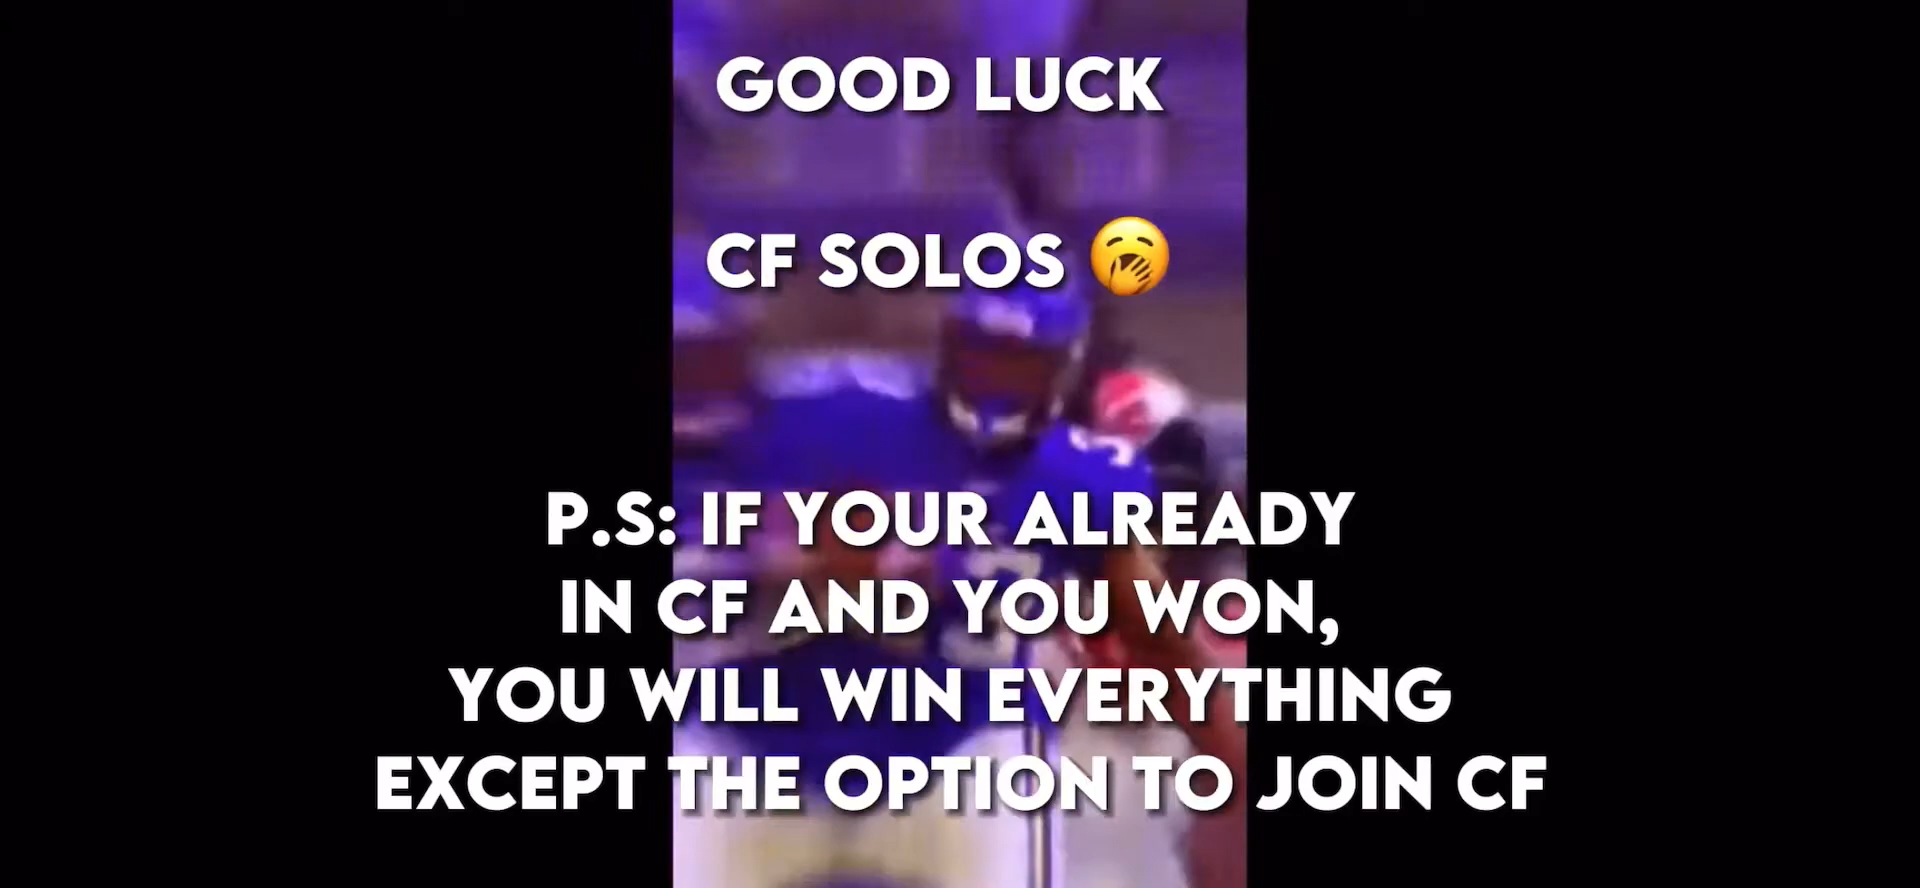 GOOD LUCK
CF SOLOS 🥱
P.S: IF YOUR ALREADY
IN CF AND YOU WON,
YOU WILL WIN EVERYTHING
EXCEPT THE OPTION TO JOIN CF